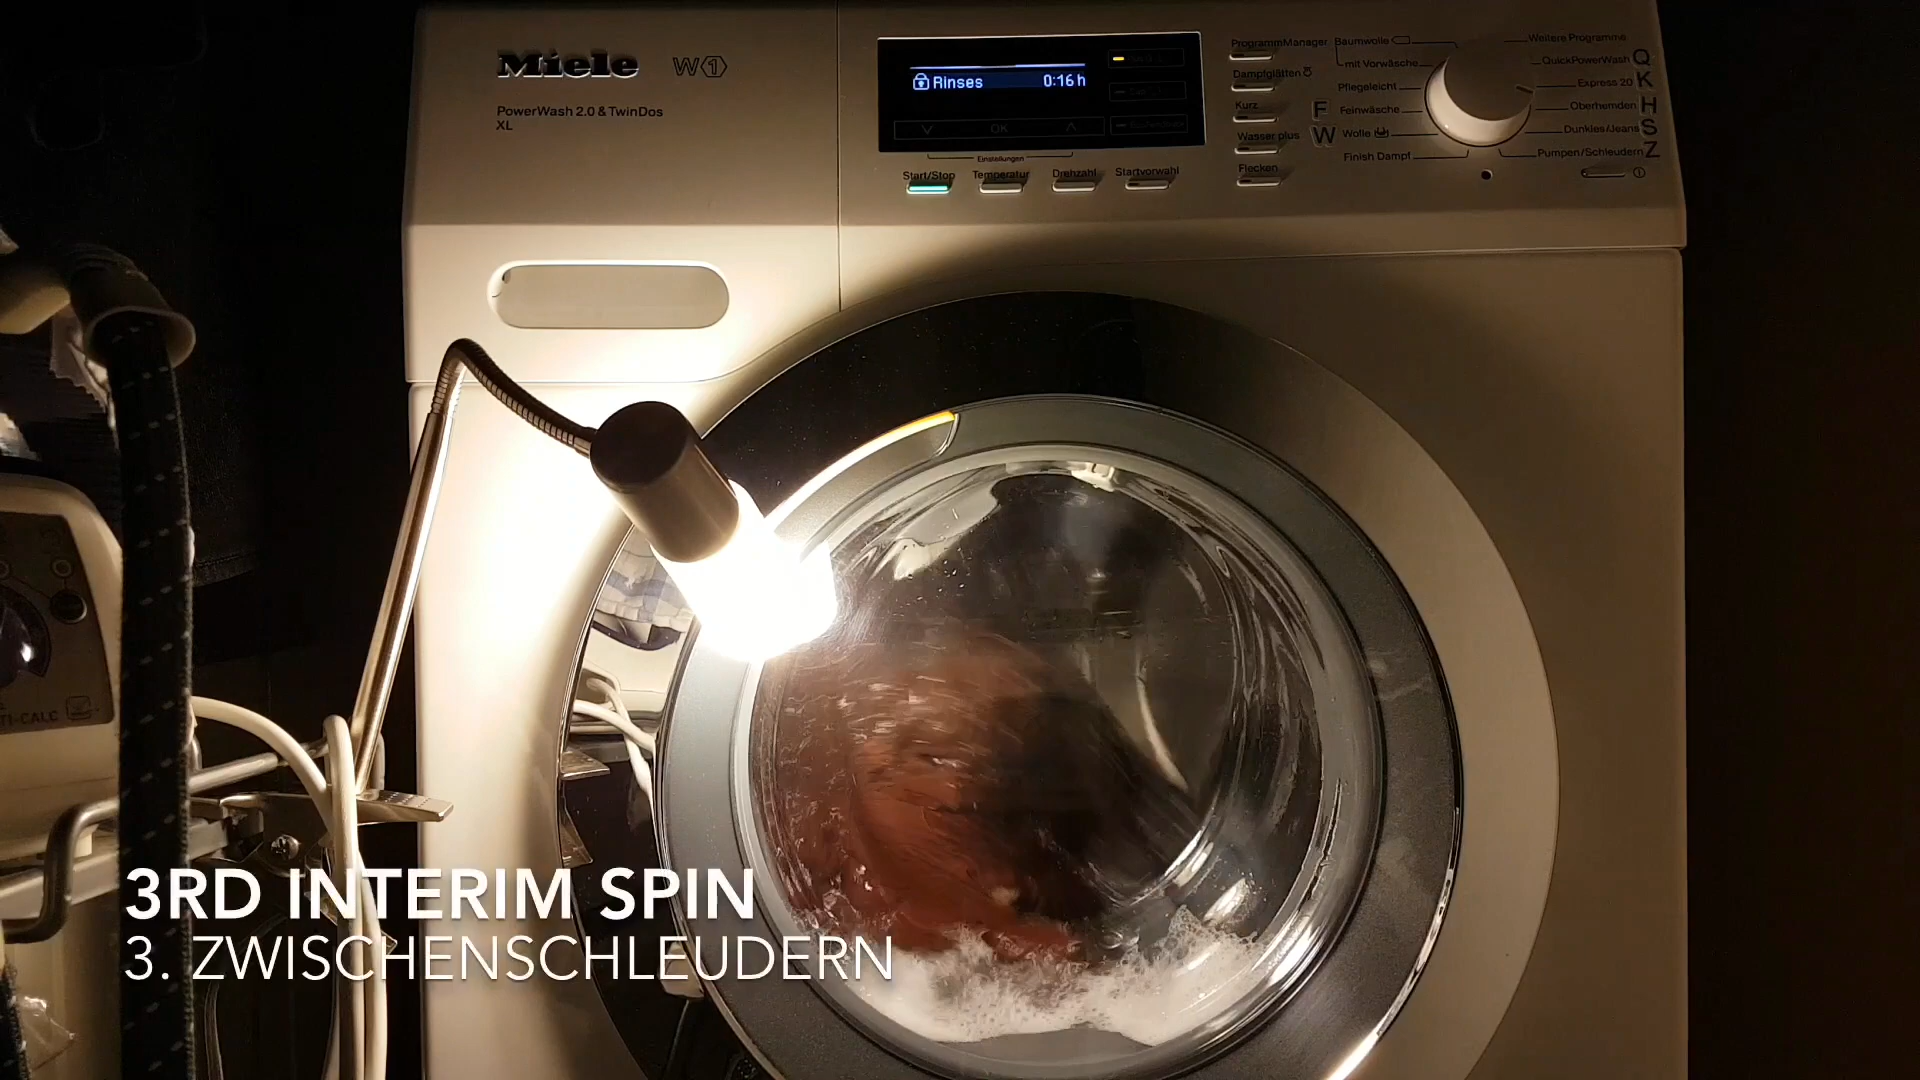 Miele W1
PowerWash 2.0 & TwinDos
XL
Rinses 0:16 h
OK
Einstellungen
Start/Stop Temperatur Drehzahl Startvorwahl
ProgrammManager
Dampfglätten
Kurz
Wasser plus
Flecken
Baumwolle
mit Vorwäsche
Pflegeleicht
F Feinwäsche
W Wolle
Finish Dampf
Weitere Programme
QuickPowerWash Q
Express 20 K
Oberhemden H
Dunkles/Jeans S
Pumpen/Schleudern Z
TI-CALC
3RD INTERIM SPIN
3. ZWISCHENSCHLEUDERN